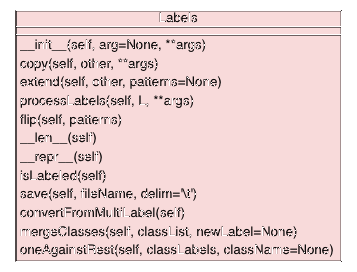 Labels
__init__(self, arg=None, **args)
copy(self, other, **args)
extend(self, other, patterns=None)
processLabels(self, L, **args)
flip(self, patterns)
__len__(self)
__repr__(self)
isLabeled(self)
save(self, fileName, delim='\t')
convertFromMultiLabel(self)
mergeClasses(self, classList, newLabel=None)
oneAgainstRest(self, classLabels, className=None)